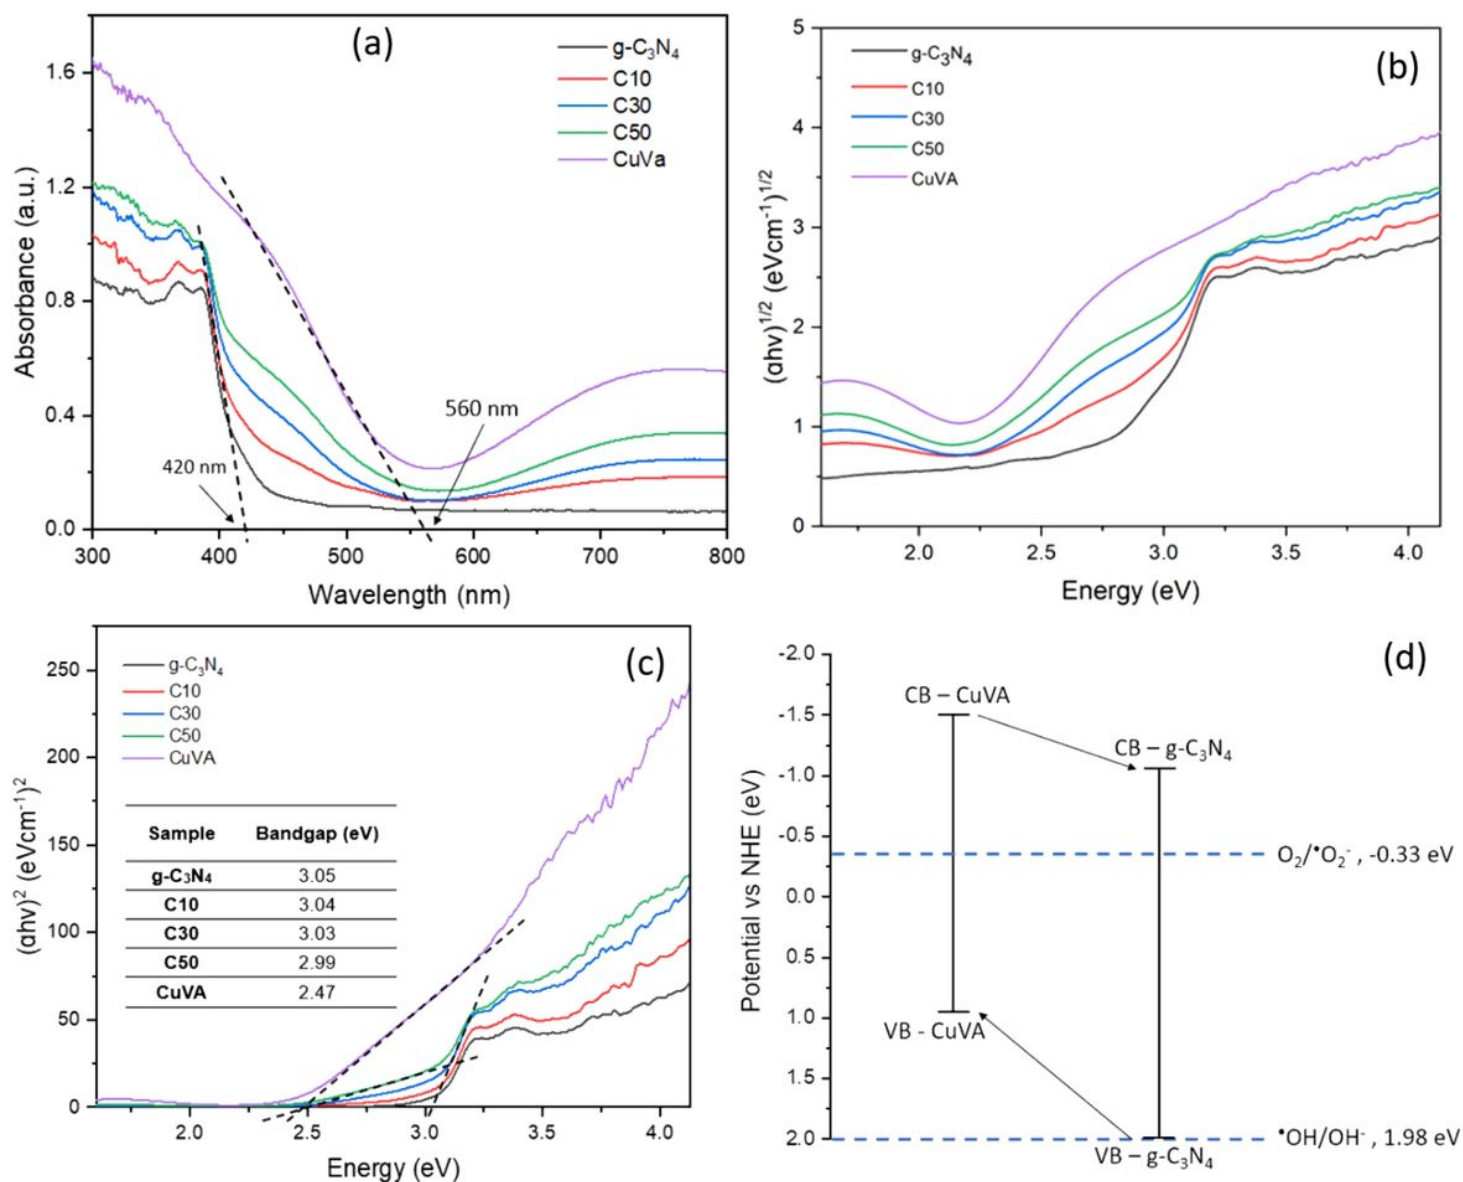 (a)
g-C₃N₄
C10
C30
C50
CuVa
1.6
1.2
0.8
0.4
0.0
Absorbance (a.u.)
420 nm
560 nm
300 400 500 600 700 800
Wavelength (nm)
(b)
g-C₃N₄
C10
C30
C50
CuVA
5
4
3
2
1
0
(αhv)¹ᐟ² (eVcm⁻¹)¹ᐟ²
2.0 2.5 3.0 3.5 4.0
Energy (eV)
(c)
g-C₃N₄
C10
C30
C50
CuVA
250
200
150
100
50
0
(αhv)² (eVcm⁻¹)²
Sample Bandgap (eV)
g-C₃N₄ 3.05
C10 3.04
C30 3.03
C50 2.99
CuVA 2.47
2.0 2.5 3.0 3.5 4.0
Energy (eV)
(d)
-2.0
-1.5
-1.0
-0.5
0.0
0.5
1.0
1.5
2.0
Potential vs NHE (eV)
CB – CuVA
CB – g-C₃N₄
O₂/•O₂⁻ , -0.33 eV
VB - CuVA
•OH/OH⁻ , 1.98 eV
VB – g-C₃N₄